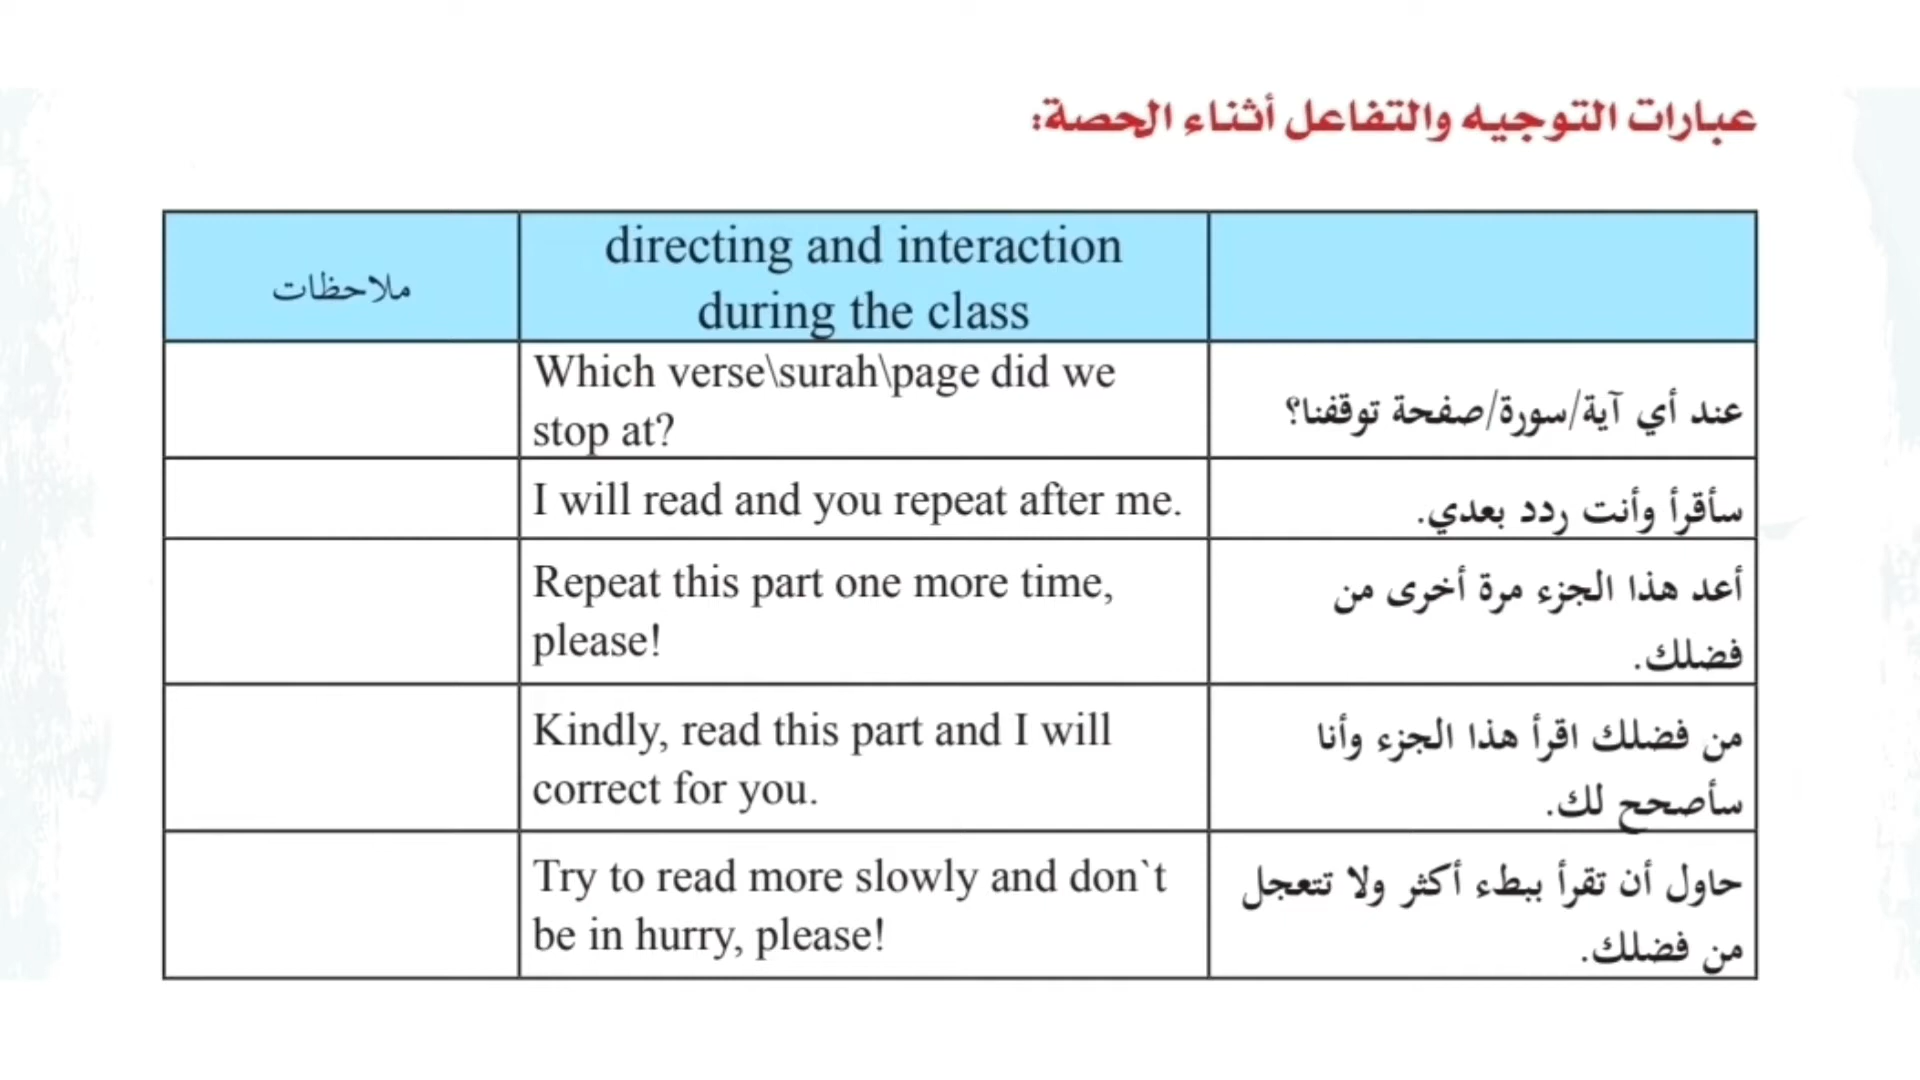 عبارات التوجيه والتفاعل أثناء الحصة:
directing and interaction
during the class
ملاحظات
عند أي آية/سورة/صفحة توقفنا؟
Which verse\surah\page did we
stop at?
سأقرأ وأنت ردد بعدي.
I will read and you repeat after me.
أعد هذا الجزء مرة أخرى من
فضلك.
Repeat this part one more time,
please!
من فضلك اقرأ هذا الجزء وأنا
سأصحح لك.
Kindly, read this part and I will
correct for you.
حاول أن تقرأ ببطء أكثر ولا تتعجل
من فضلك.
Try to read more slowly and don`t
be in hurry, please!